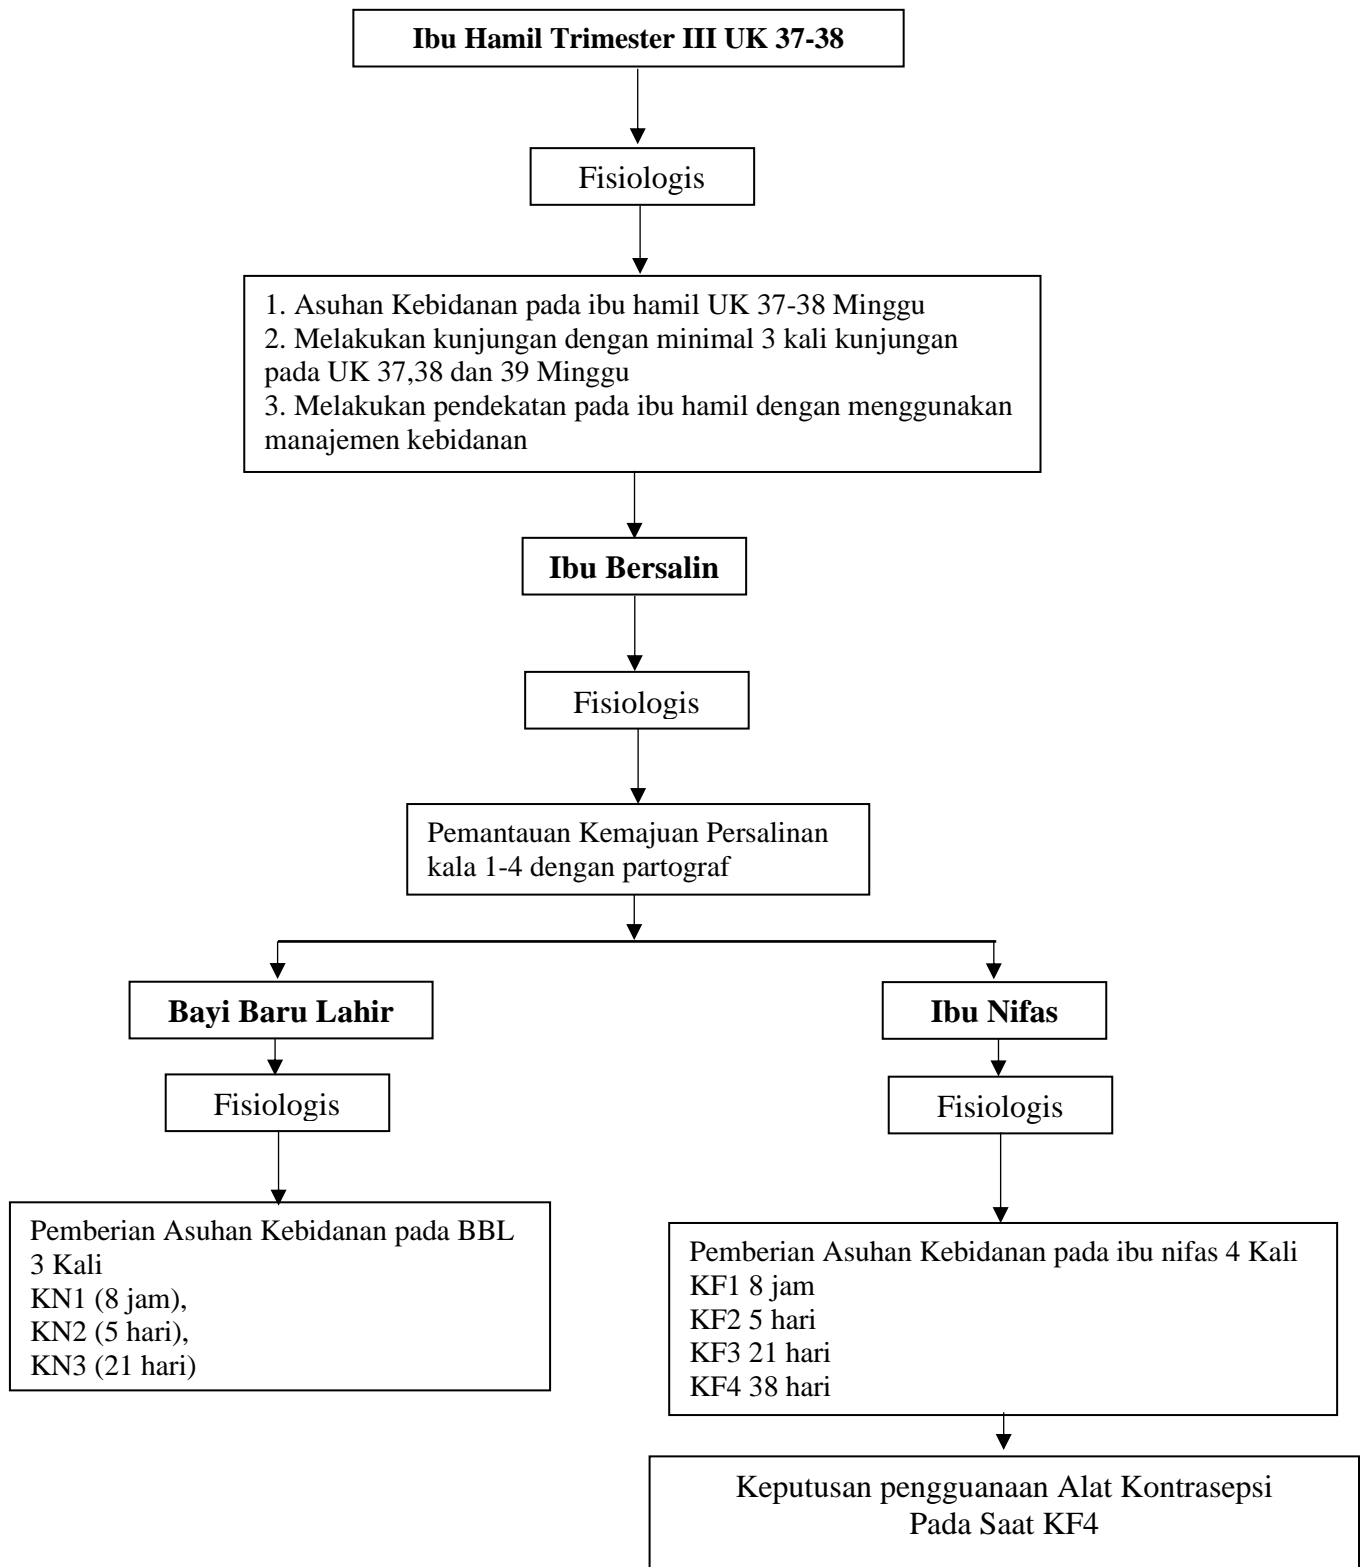 Ibu Hamil Trimester III UK 37-38
Fisiologis
1. Asuhan Kebidanan pada ibu hamil UK 37-38 Minggu
2. Melakukan kunjungan dengan minimal 3 kali kunjungan
pada UK 37,38 dan 39 Minggu
3. Melakukan pendekatan pada ibu hamil dengan menggunakan
manajemen kebidanan
Ibu Bersalin
Fisiologis
Pemantauan Kemajuan Persalinan
kala 1-4 dengan partograf
Bayi Baru Lahir
Fisiologis
Pemberian Asuhan Kebidanan pada BBL
3 Kali
KN1 (8 jam),
KN2 (5 hari),
KN3 (21 hari)
Ibu Nifas
Fisiologis
Pemberian Asuhan Kebidanan pada ibu nifas 4 Kali
KF1 8 jam
KF2 5 hari
KF3 21 hari
KF4 38 hari
Keputusan pengguanaan Alat Kontrasepsi
Pada Saat KF4